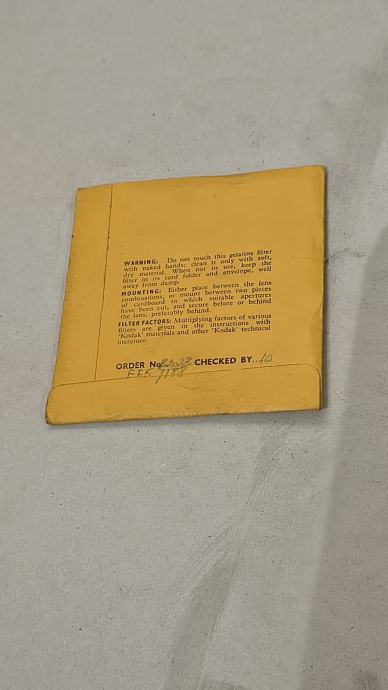 WARNING: Do not touch this gelatine filter
with naked hands; clean it only with soft,
dry material. When not in use, keep the
filter in its card folder and envelope, well
away from damp.
MOUNTING: Either place between the lens
combinations, or mount between two pieces
of cardboard in which suitable apertures
have been cut, and secure before or behind
the lens, preferably behind.
FILTER FACTORS: Multiplying factors of various
filters are given in the instructions with
'Kodak' materials and other 'Kodak' technical
literature.
ORDER No. CHECKED BY...